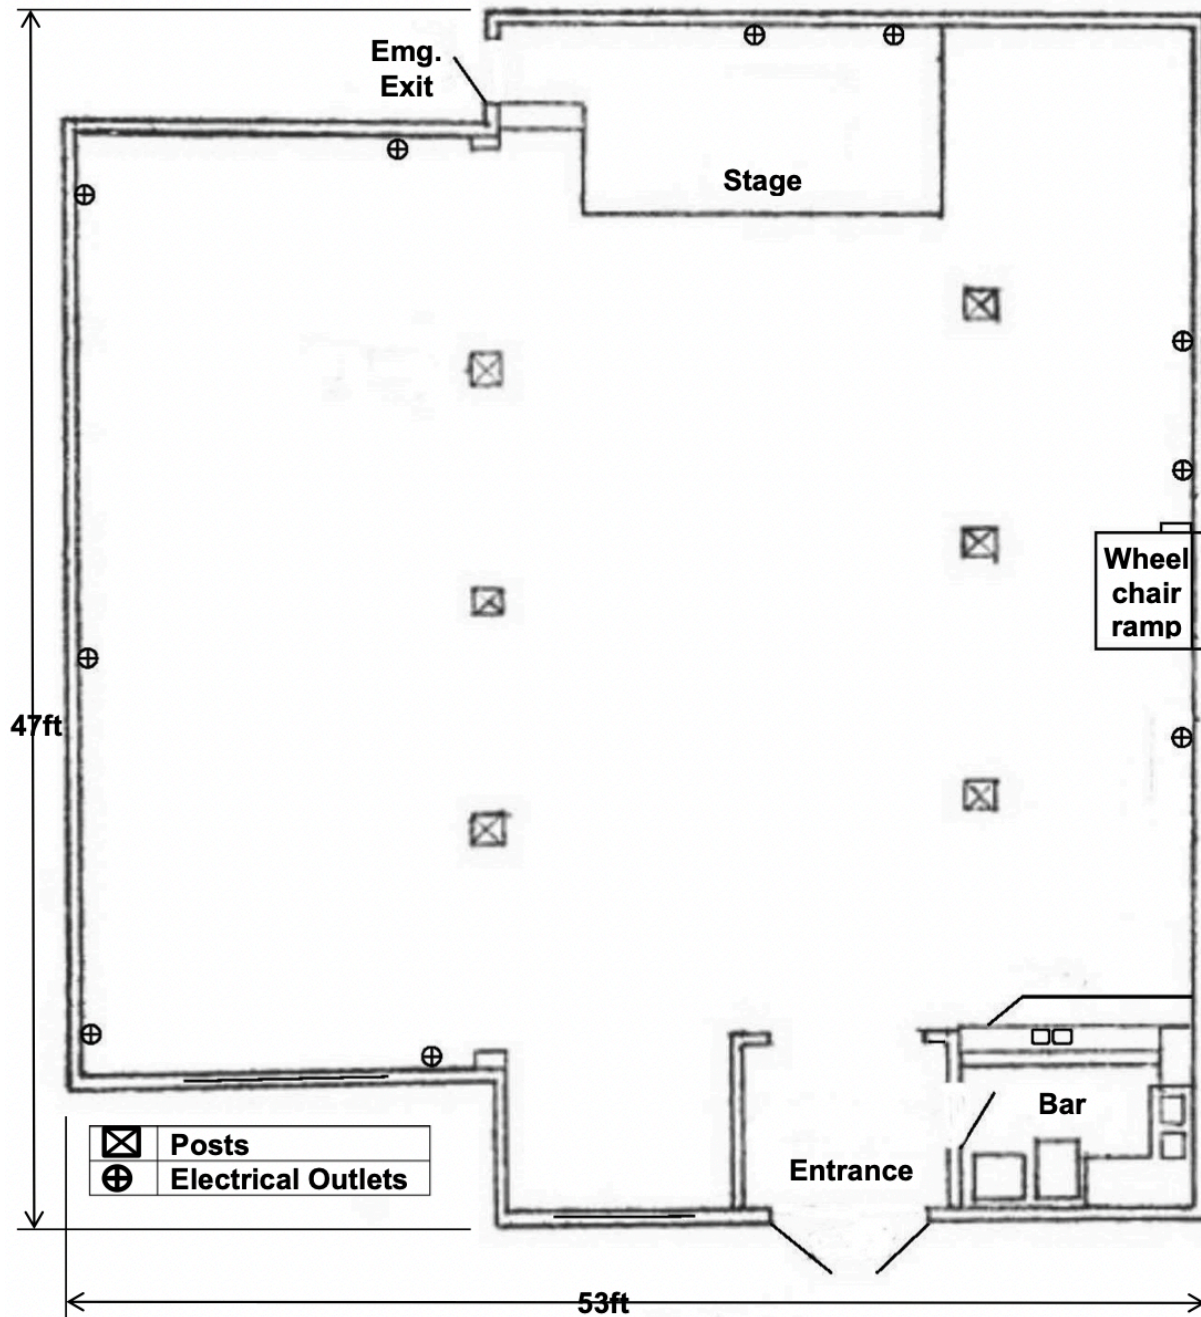 Emg.
Exit
Stage
Wheel
chair
ramp
47ft
Bar
Posts
Electrical Outlets
Entrance
53ft